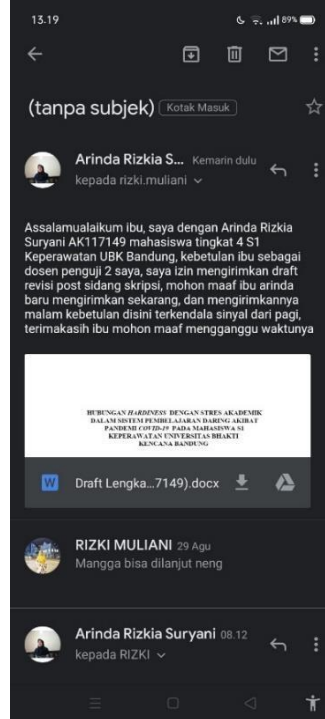 13.19
89%
(tanpa subjek) Kotak Masuk
Arinda Rizkia S... Kemarin dulu
kepada rizki.muliani
Assalamualaikum ibu, saya dengan Arinda Rizkia
Suryani AK117149 mahasiswa tingkat 4 S1
Keperawatan UBK Bandung, kebetulan ibu sebagai
dosen penguji 2 saya, saya izin mengirimkan draft
revisi post sidang skripsi, mohon maaf ibu arinda
baru mengirimkan sekarang, dan mengirimkannya
malam kebetulan disini terkendala sinyal dari pagi,
terimakasih ibu mohon maaf mengganggu waktunya
HUBUNGAN HARDINESS DENGAN STRES AKADEMIK
DALAM SISTEM PEMBELAJARAN DARING AKIBAT
PANDEMI COVID-19 PADA MAHASISWA S1
KEPERAWATAN UNIVERSITAS BHAKTI
KENCANA BANDUNG
W
Draft Lengka...7149).docx
RIZKI MULIANI 29 Agu
Mangga bisa dilanjut neng
Arinda Rizkia Suryani 08.12
kepada RIZKI